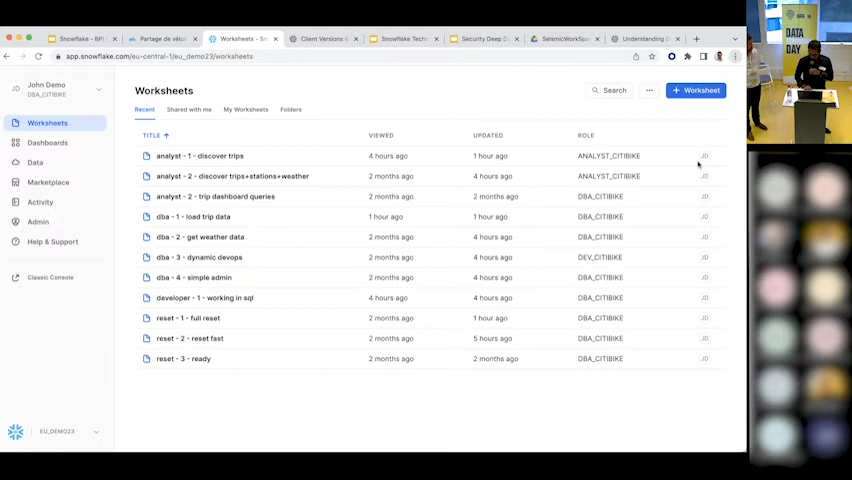 Snowflake - BPI
Partage de vélo
Worksheets - Sn
Client Versions &
Snowflake Techn
Security Deep D
SeismicWorkSpa
Understanding D
app.snowflake.com/eu-central-1/eu_demo23/worksheets
JD
John Demo
DBA_CITIBIKE
Worksheets
Dashboards
Data
Marketplace
Activity
Admin
Help & Support
Classic Console
EU_DEMO23
Worksheets
Search
+ Worksheet
Recent Shared with me My Worksheets Folders
TITLE VIEWED UPDATED ROLE
analyst - 1 - discover trips 4 hours ago 1 hour ago ANALYST_CITIBIKE JD
analyst - 2 - discover trips+stations+weather 2 months ago 4 hours ago ANALYST_CITIBIKE JD
analyst - 2 - trip dashboard queries 2 months ago 2 months ago DBA_CITIBIKE JD
dba - 1 - load trip data 1 hour ago 1 hour ago DBA_CITIBIKE JD
dba - 2 - get weather data 2 months ago 4 hours ago DBA_CITIBIKE JD
dba - 3 - dynamic devops 2 months ago 4 hours ago DEV_CITIBIKE JD
dba - 4 - simple admin 2 months ago 4 hours ago DBA_CITIBIKE JD
developer - 1 - working in sql 4 hours ago 4 hours ago DBA_CITIBIKE JD
reset - 1 - full reset 2 months ago 1 hour ago DBA_CITIBIKE JD
reset - 2 - reset fast 2 months ago 5 hours ago DBA_CITIBIKE JD
reset - 3 - ready 2 months ago 2 months ago DBA_CITIBIKE JD
DATA
DAY